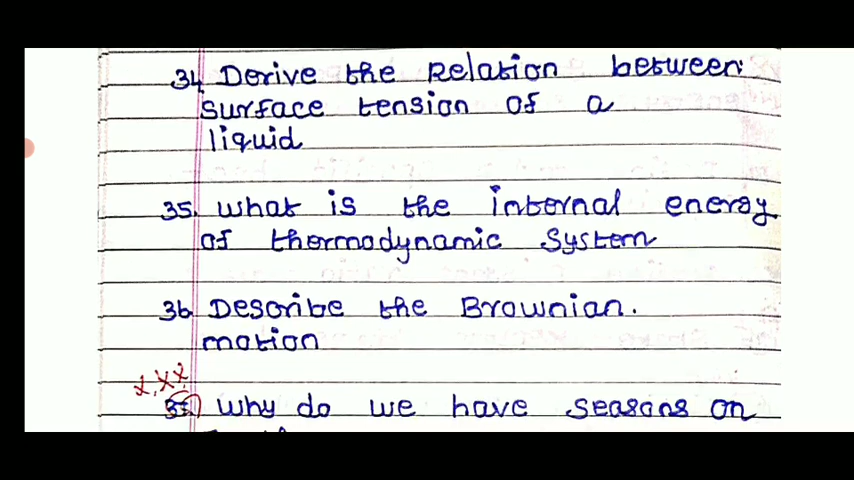 34 Derive the Relation between
surface tension of a
liquid
35. what is the internal energy
of thermodynamic system
36 Describe the Brownian.
motion
x,xx
why do we have seasons on